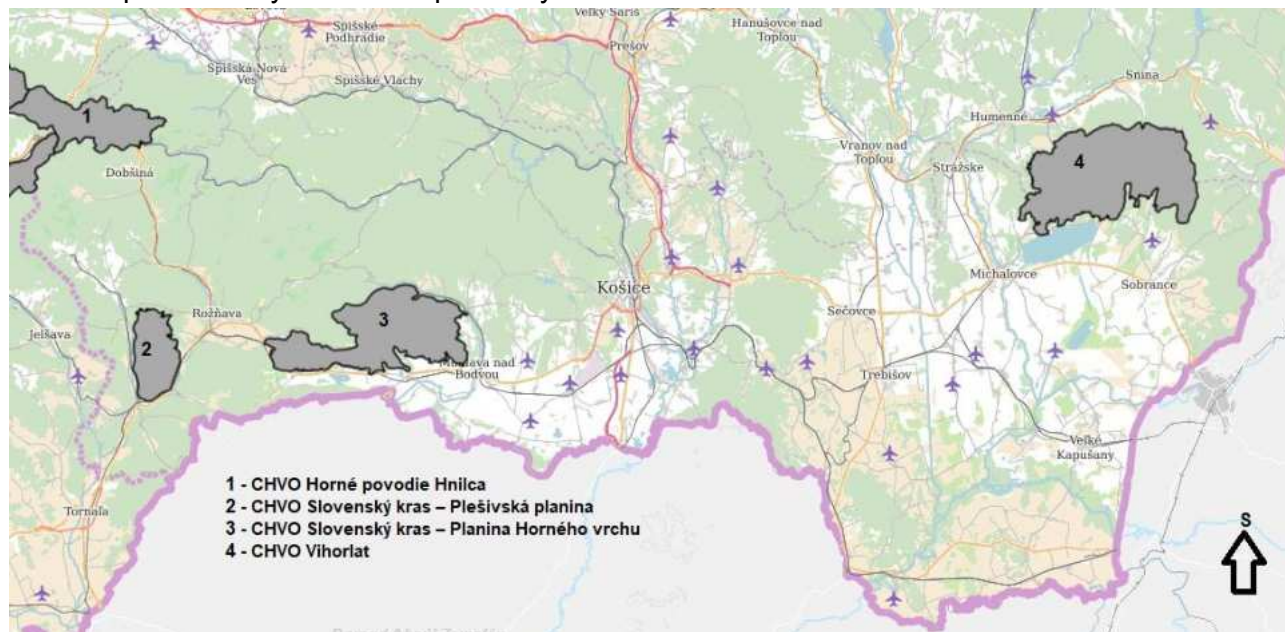 Veľký Šariš
Hanušovce nad
Topľou
Spišské
Podhradie
Prešov
Spišská Nová
Ves
Spišské Vlachy
Snina
Humenné
1
Vranov nad
Topľou
Strážske
4
Dobšiná
Michalovce
Sobrance
Košice
Rožňava
Sečovce
3
Jelšava
2
Moldava nad
Bodvou
Trebišov
Veľké
Kapušany
1 - CHVO Horné povodie Hnilca
2 - CHVO Slovenský kras – Plešivská planina
3 - CHVO Slovenský kras – Planina Horného vrchu
4 - CHVO Vihorlat
Tornaľa
S